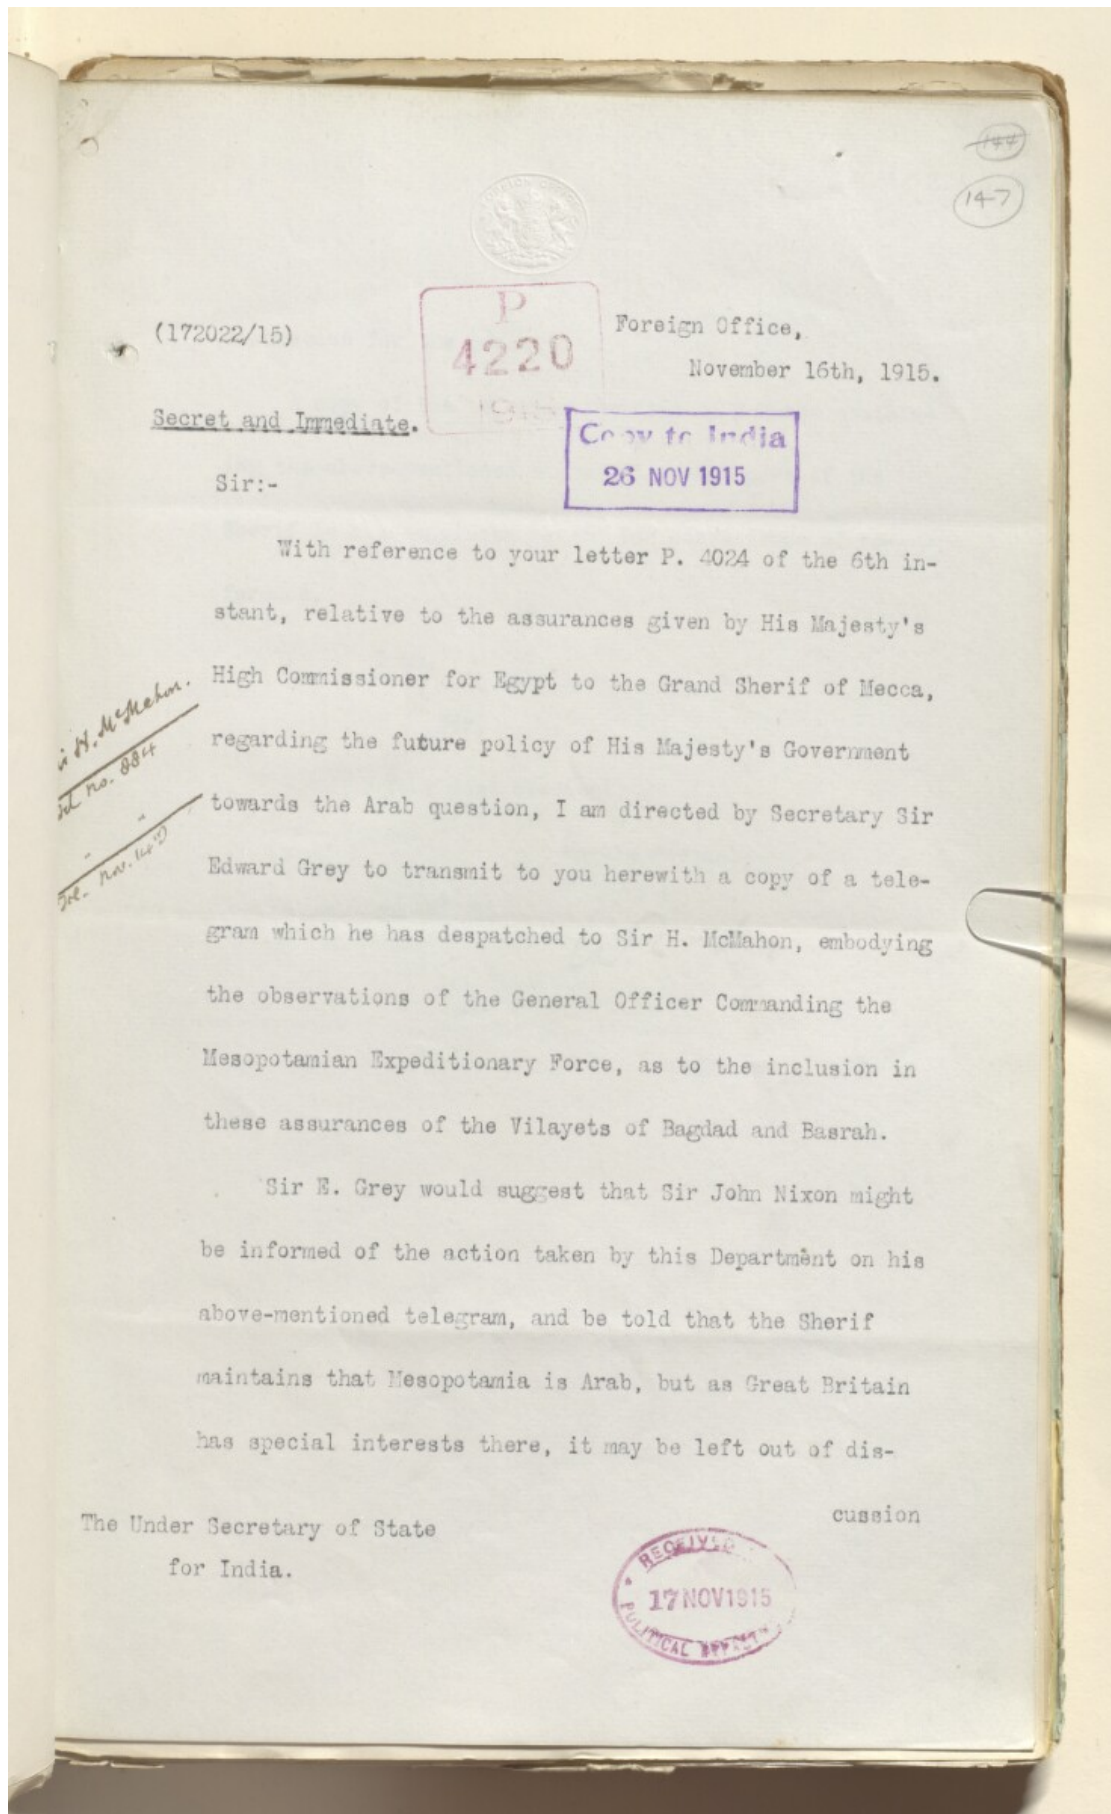 144
147
(172022/15)
P
4220
1915
Foreign Office,
November 16th, 1915.
Secret and Immediate.
Copy to India
26 NOV 1915
Sir:-
With reference to your letter P. 4024 of the 6th in-
stant, relative to the assurances given by His Majesty's
High Commissioner for Egypt to the Grand Sherif of Mecca,
regarding the future policy of His Majesty's Government
towards the Arab question, I am directed by Secretary Sir
Edward Grey to transmit to you herewith a copy of a tele-
gram which he has despatched to Sir H. McMahon, embodying
the observations of the General Officer Commanding the
Mesopotamian Expeditionary Force, as to the inclusion in
these assurances of the Vilayets of Bagdad and Basrah.
Sir E. Grey would suggest that Sir John Nixon might
be informed of the action taken by this Department on his
above-mentioned telegram, and be told that the Sherif
maintains that Mesopotamia is Arab, but as Great Britain
has special interests there, it may be left out of dis-
cussion
H. McMahon.
no. 884
" "
Nov. 14th
The Under Secretary of State
for India.
RECEIVED
17 NOV 1915
POLITICAL